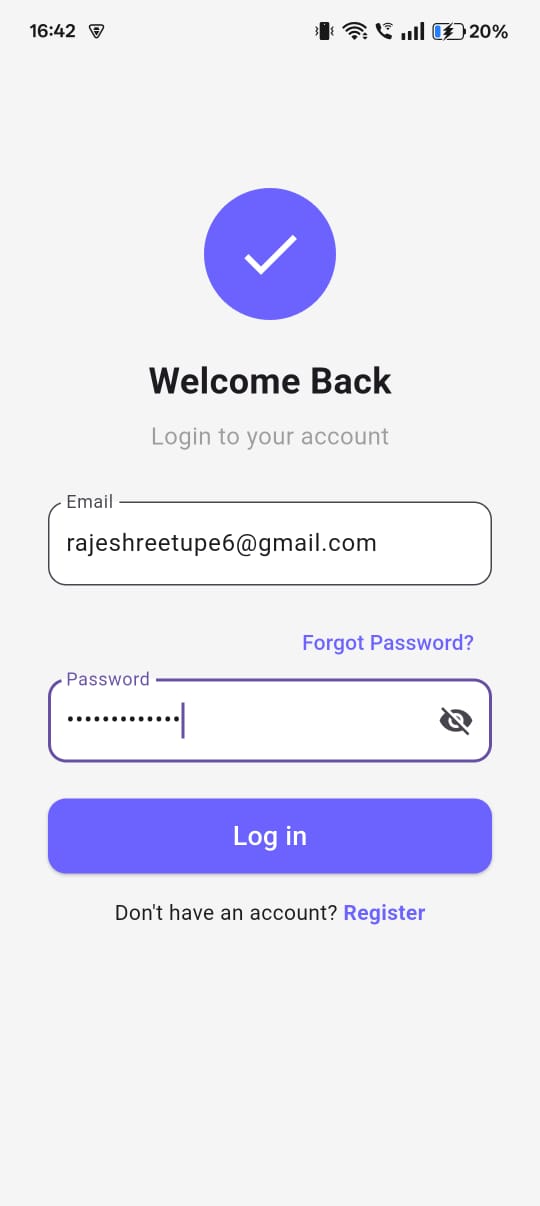 16:42
20%
Welcome Back
Login to your account
Email
rajeshreetupe6@gmail.com
Forgot Password?
Password
•••••••••••••
Log in
Don't have an account? Register